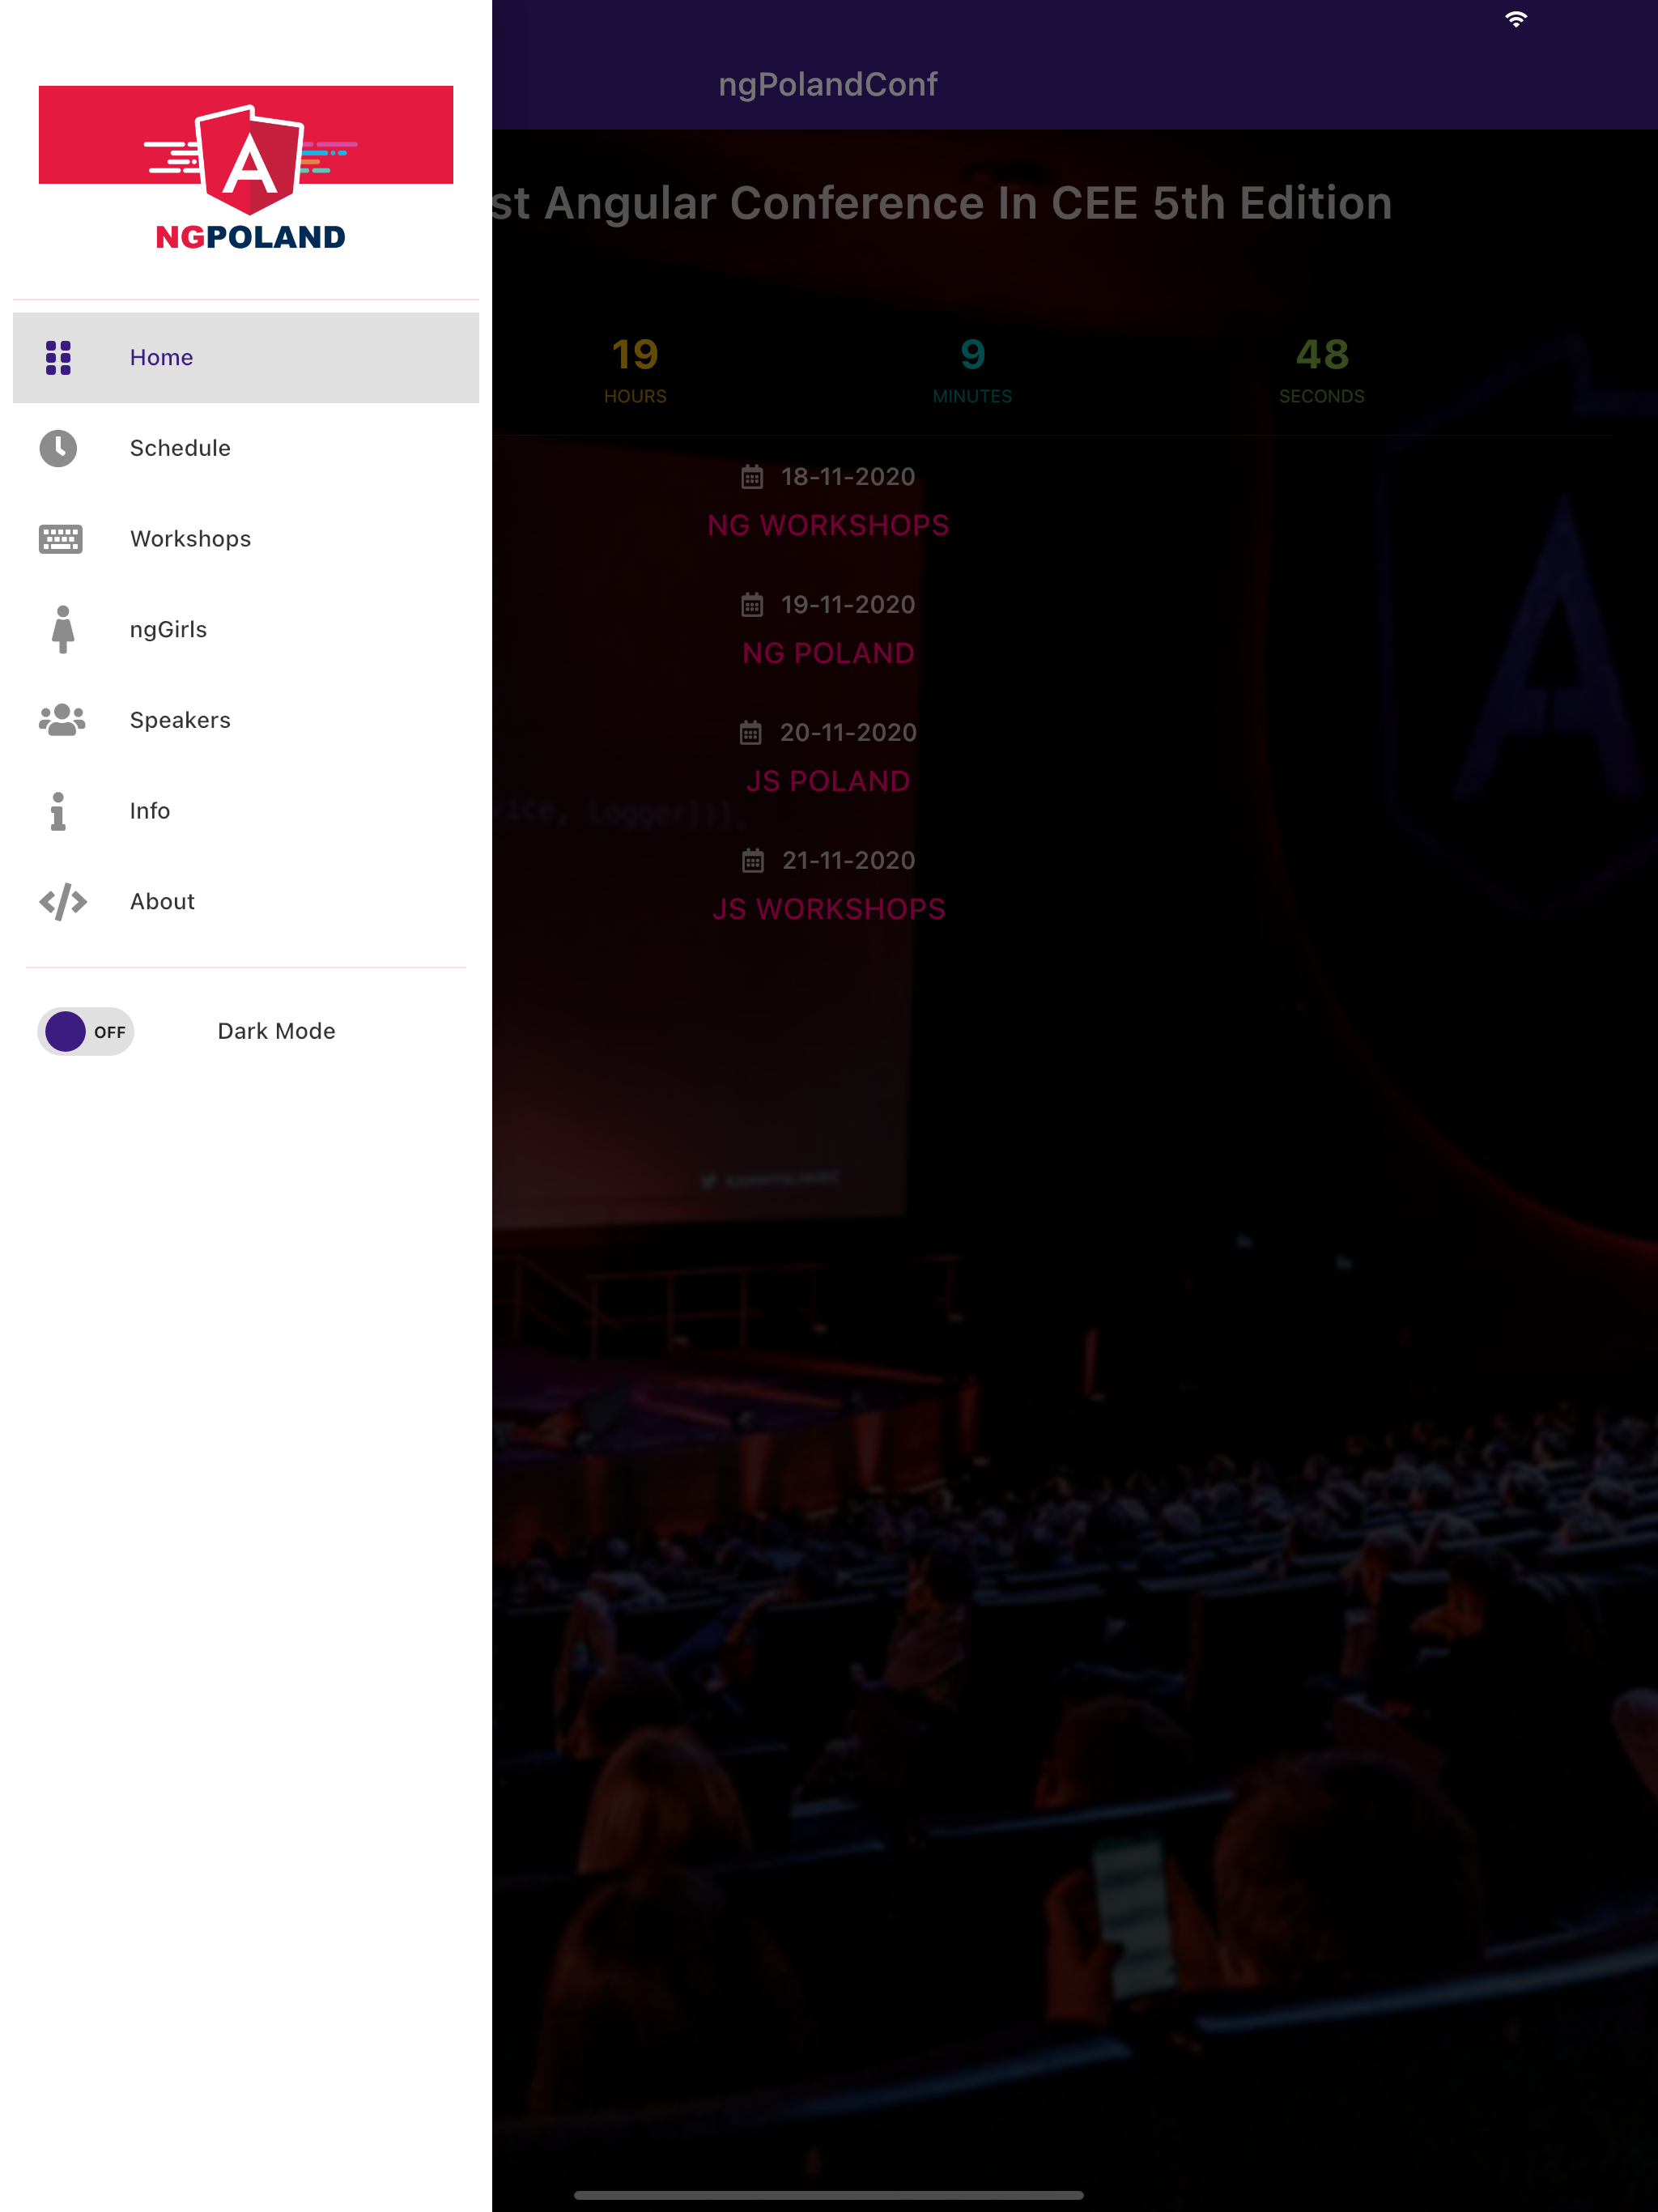 NGPOLAND
Home
Schedule
Workshops
ngGirls
Speakers
Info
About
OFF Dark Mode
ngPolandConf
st Angular Conference In CEE 5th Edition
19 9 48
HOURS MINUTES SECONDS
18-11-2020
NG WORKSHOPS
19-11-2020
NG POLAND
20-11-2020
JS POLAND
21-11-2020
JS WORKSHOPS
vice, Logger])],